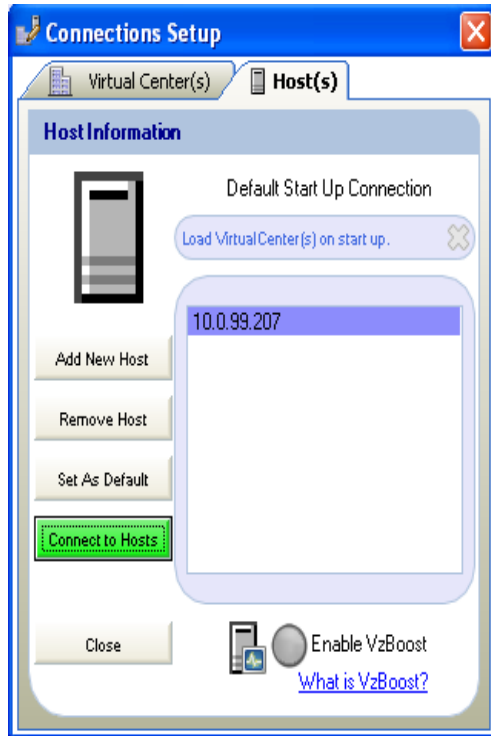 Connections Setup
Virtual Center(s)
Host(s)
Host Information
Default Start Up Connection
Load VirtualCenter(s) on start up.
10.0.99.207
Add New Host
Remove Host
Set As Default
Connect to Hosts
Close
Enable VzBoost
What is VzBoost?